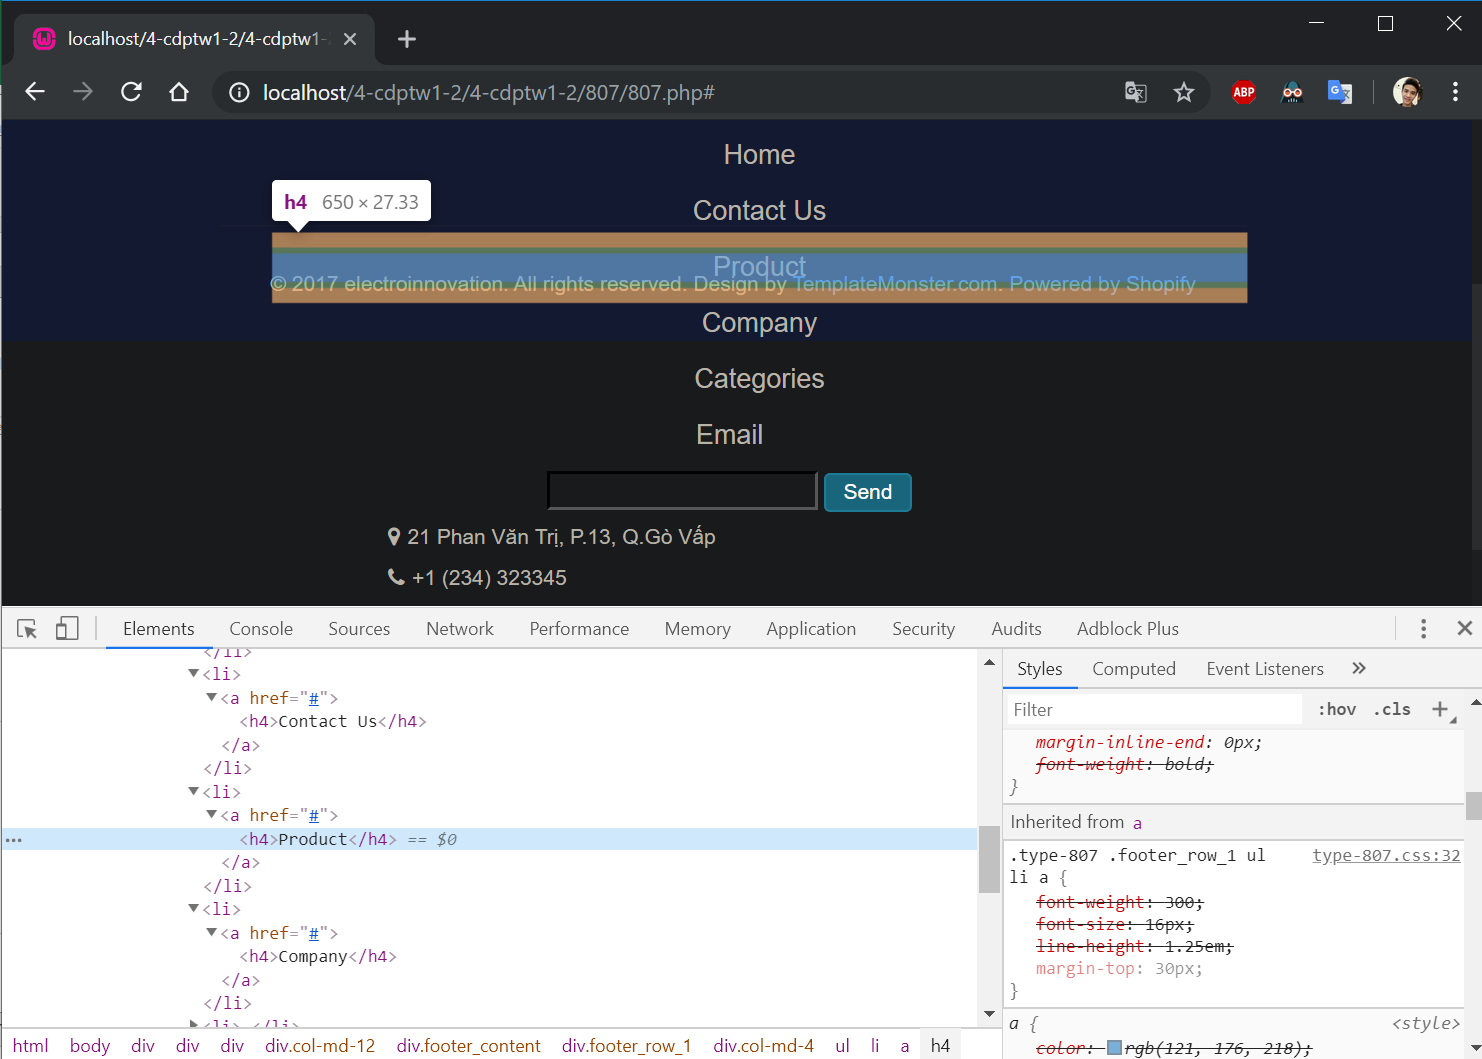 localhost/4-cdptw1-2/4-cdptw1-2
localhost/4-cdptw1-2/4-cdptw1-2/807/807.php#
ABP
Home
Contact Us
h4 650 × 27.33
Product
© 2017 electroinnovation. All rights reserved. Design by TemplateMonster.com. Powered by Shopify
Company
Categories
Email
Send
21 Phan Văn Trị, P.13, Q.Gò Vấp
+1 (234) 323345
Elements Console Sources Network Performance Memory Application Security Audits Adblock Plus
</li>
<li>
<a href="#">
<h4>Contact Us</h4>
</a>
</li>
<li>
<a href="#">
<h4>Product</h4> == $0
</a>
</li>
<li>
<a href="#">
<h4>Company</h4>
</a>
</li>
<li> </li>
html body div div div div.col-md-12 div.footer_content div.footer_row_1 div.col-md-4 ul li a h4
Styles Computed Event Listeners »
Filter :hov .cls +
margin-inline-end: 0px;
font-weight: bold;
}
Inherited from a
.type-807 .footer_row_1 ul type-807.css:32
li a {
font-weight: 300;
font-size: 16px;
line-height: 1.25em;
margin-top: 30px;
}
a { <style>
color: rgb(121, 176, 218);